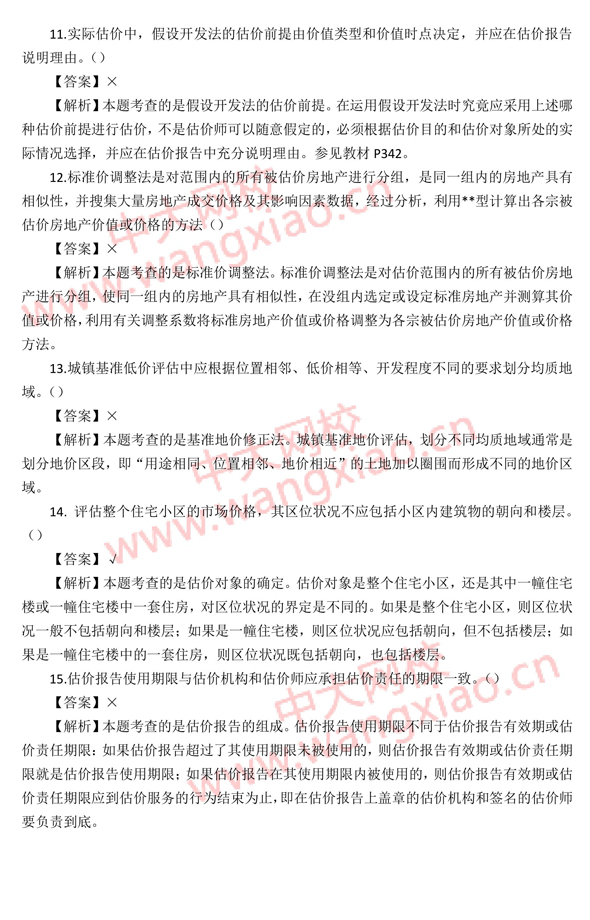 11.实际估价中，假设开发法的估价前提由价值类型和价值时点决定，并应在估价报告
说明理由。（）
【答案】×
【解析】本题考查的是假设开发法的估价前提。在运用假设开发法时究竟应采用上述哪
种估价前提进行估价，不是估价师可以随意假定的，必须根据估价目的和估价对象所处的实
际情况选择，并应在估价报告中充分说明理由。参见教材 P342。
12.标准价调整法是对范围内的所有被估价房地产进行分组，是同一组内的房地产具有
相似性，并搜集大量房地产成交价格及其影响因素数据，经过分析，利用**型计算出各宗被
估价房地产价值或价格的方法（）
【答案】×
【解析】本题考查的是标准价调整法。标准价调整法是对估价范围内的所有被估价房地
产进行分组，使同一组内的房地产具有相似性，在没组内选定或设定标准房地产并测算其价
值或价格，利用有关调整系数将标准房地产价值或价格调整为各宗被估价房地产价值或价格
方法。
13.城镇基准低价评估中应根据位置相邻、低价相等、开发程度不同的要求划分均质地
域。（）
【答案】×
【解析】本题考查的是基准地价修正法。城镇基准地价评估，划分不同均质地域通常是
划分地价区段，即“用途相同、位置相邻、地价相近”的土地加以圈围而形成不同的地价区
域。
14. 评估整个住宅小区的市场价格，其区位状况不应包括小区内建筑物的朝向和楼层。
（）
【答案】√
【解析】本题考查的是估价对象的确定。估价对象是整个住宅小区，还是其中一幢住宅
楼或一幢住宅楼中一套住房，对区位状况的界定是不同的。如果是整个住宅小区，则区位状
况一般不包括朝向和楼层；如果是一幢住宅楼，则区位状况应包括朝向，但不包括楼层；如
果是一幢住宅楼中的一套住房，则区位状况既包括朝向，也包括楼层。
15.估价报告使用期限与估价机构和估价师应承担估价责任的期限一致。（）
【答案】×
【解析】本题考查的是估价报告的组成。估价报告使用期限不同于估价报告有效期或估
价责任期限：如果估价报告超过了其使用期限未被使用的，则估价报告有效期或估价责任期
限就是估价报告使用期限；如果估价报告在其使用期限内被使用的，则估价报告有效期或估
价责任期限应到估价服务的行为结束为止，即在估价报告上盖章的估价机构和签名的估价师
要负责到底。
中大网校
www.wangxiao.cn
中大网校
www.wangxiao.cn
中大网校
www.wangxiao.cn